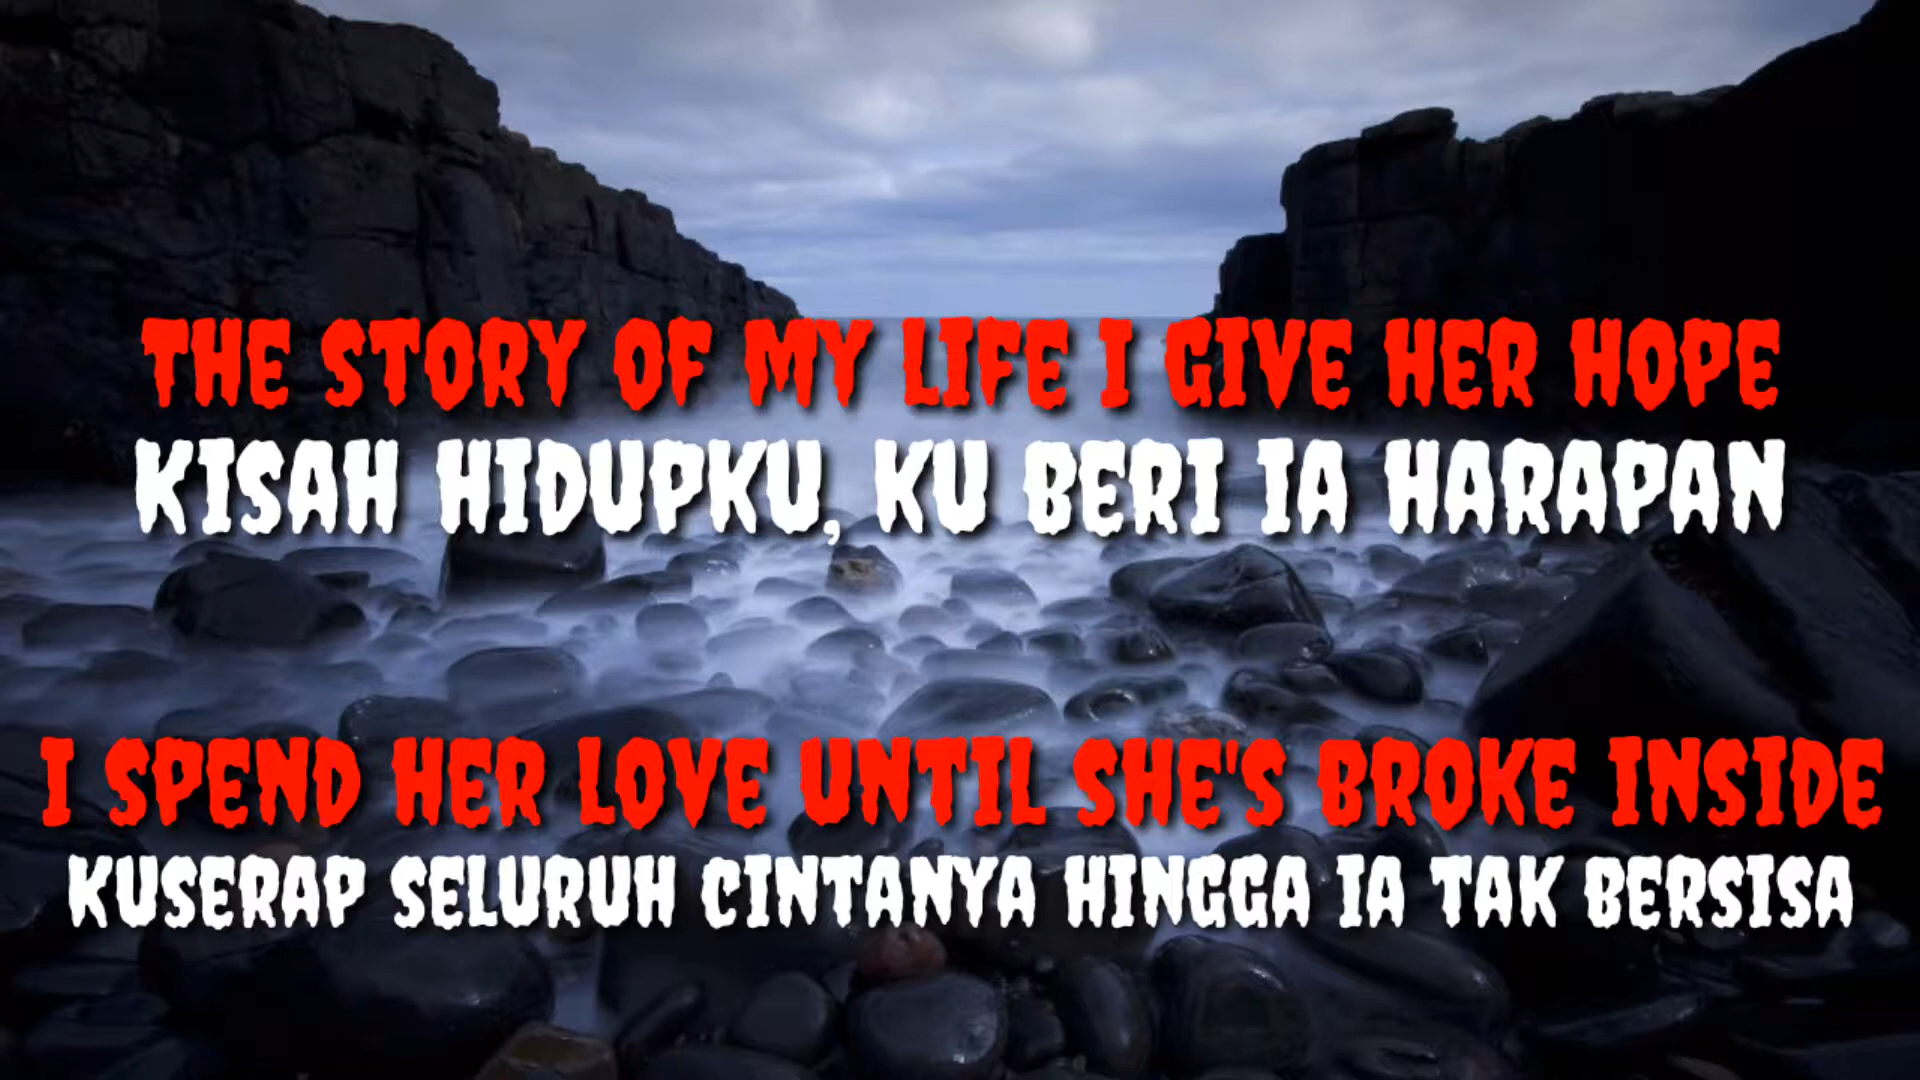 THE STORY OF MY LIFE I GIVE HER HOPE
KISAH HIDUPKU, KU BERI IA HARAPAN
I SPEND HER LOVE UNTIL SHE'S BROKE INSIDE
KUSERAP SELURUH CINTANYA HINGGA IA TAK BERSISA